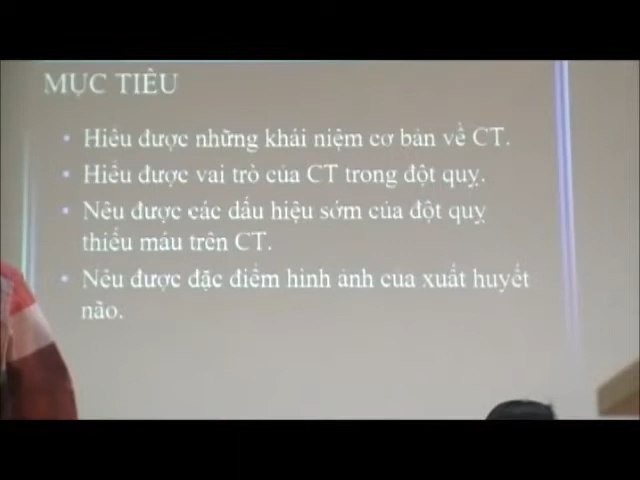 MỤC TIÊU
• Hiểu được những khái niệm cơ bản về CT.
• Hiểu được vai trò của CT trong đột quỵ.
• Nêu được các dấu hiệu sớm của đột quỵ
thiếu máu trên CT.
• Nêu được đặc điểm hình ảnh của xuất huyết
não.